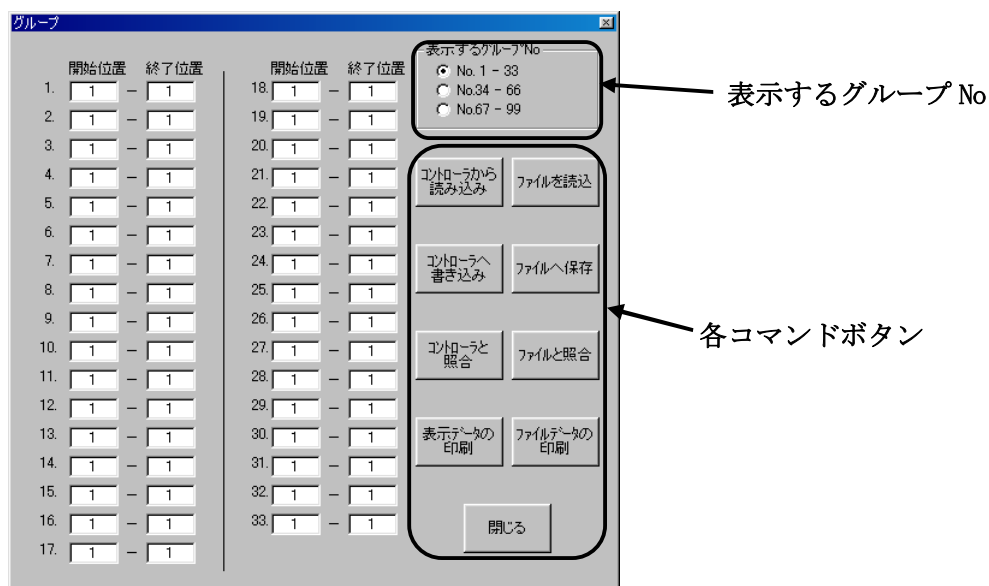 グループ
開始位置 終了位置
1. 1 − 1
2. 1 − 1
3. 1 − 1
4. 1 − 1
5. 1 − 1
6. 1 − 1
7. 1 − 1
8. 1 − 1
9. 1 − 1
10. 1 − 1
11. 1 − 1
12. 1 − 1
13. 1 − 1
14. 1 − 1
15. 1 − 1
16. 1 − 1
17. 1 − 1
開始位置 終了位置
18. 1 − 1
19. 1 − 1
20. 1 − 1
21. 1 − 1
22. 1 − 1
23. 1 − 1
24. 1 − 1
25. 1 − 1
26. 1 − 1
27. 1 − 1
28. 1 − 1
29. 1 − 1
30. 1 − 1
31. 1 − 1
32. 1 − 1
33. 1 − 1
表示するグループNo
No. 1 − 33
No.34 − 66
No.67 − 99
コントローラから
読み込み
ファイルを読込
コントローラへ
書き込み
ファイルへ保存
コントローラと
照合
ファイルと照合
表示データの
印刷
ファイルデータの
印刷
閉じる
表示するグループ No
各コマンドボタン